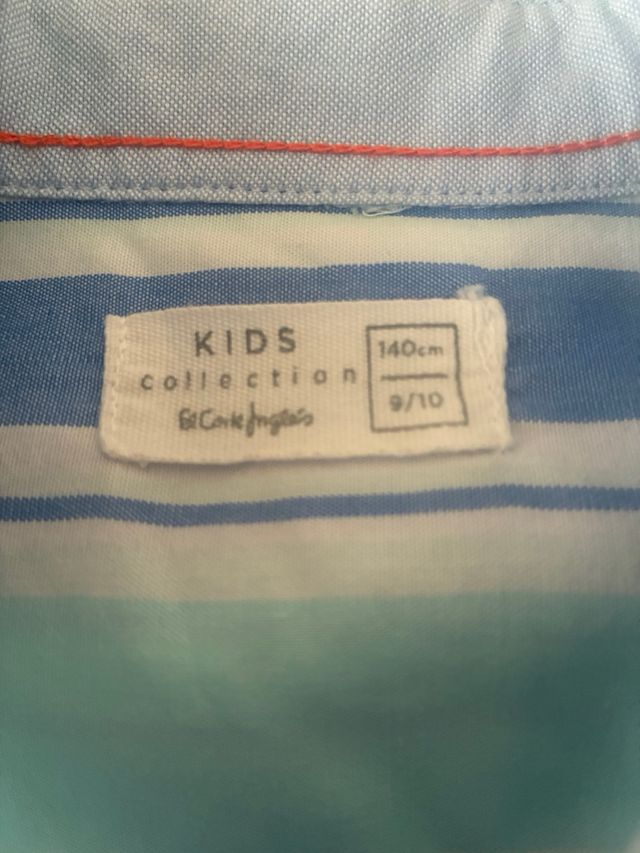 KIDS
collection
El Corte Inglés
140cm
9/10